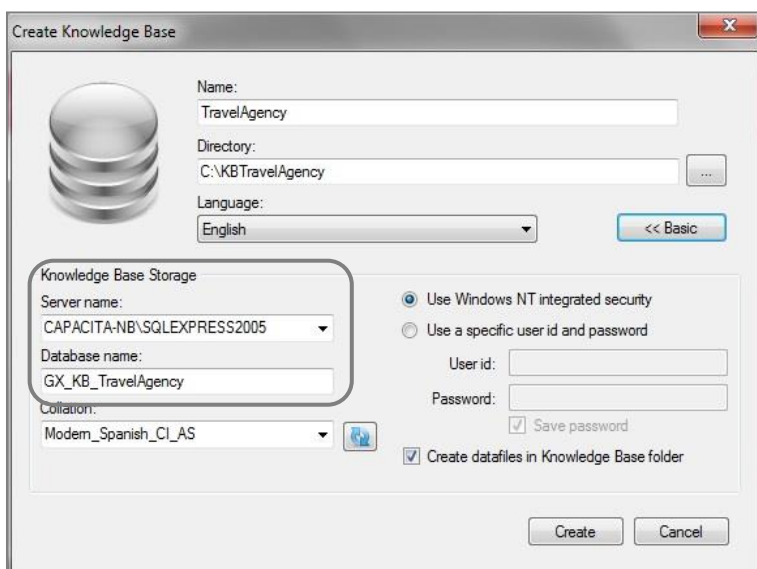 Create Knowledge Base
X
Name:
TravelAgency
Directory:
C:\KBTravelAgency
...
Language:
English
<< Basic
Knowledge Base Storage
Server name:
CAPACITA-NB\SQLEXPRESS2005
Database name:
GX_KB_TravelAgency
Collation:
Modern_Spanish_CI_AS
Use Windows NT integrated security
Use a specific user id and password
User id:
Password:
Save password
Create datafiles in Knowledge Base folder
Create
Cancel